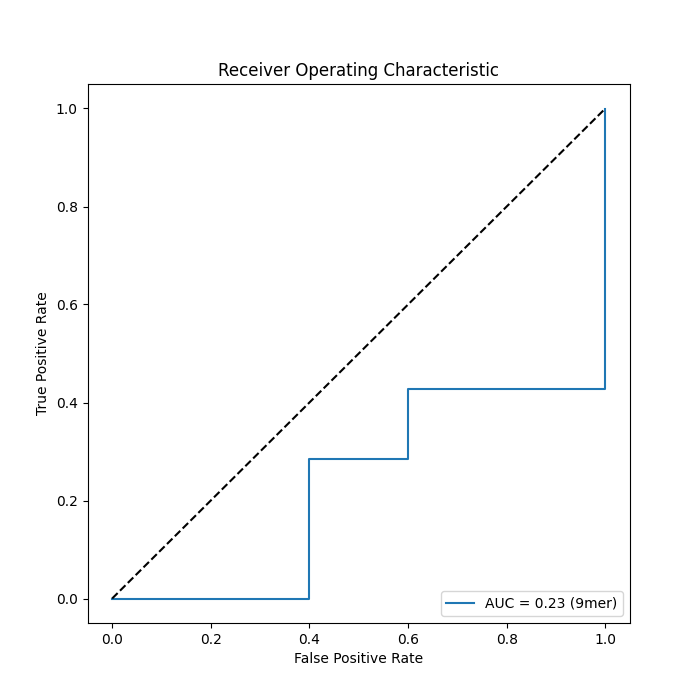 Receiver Operating Characteristic
1.0
0.8
0.6
0.4
0.2
0.0
True Positive Rate
AUC = 0.23 (9mer)
0.0 0.2 0.4 0.6 0.8 1.0
False Positive Rate